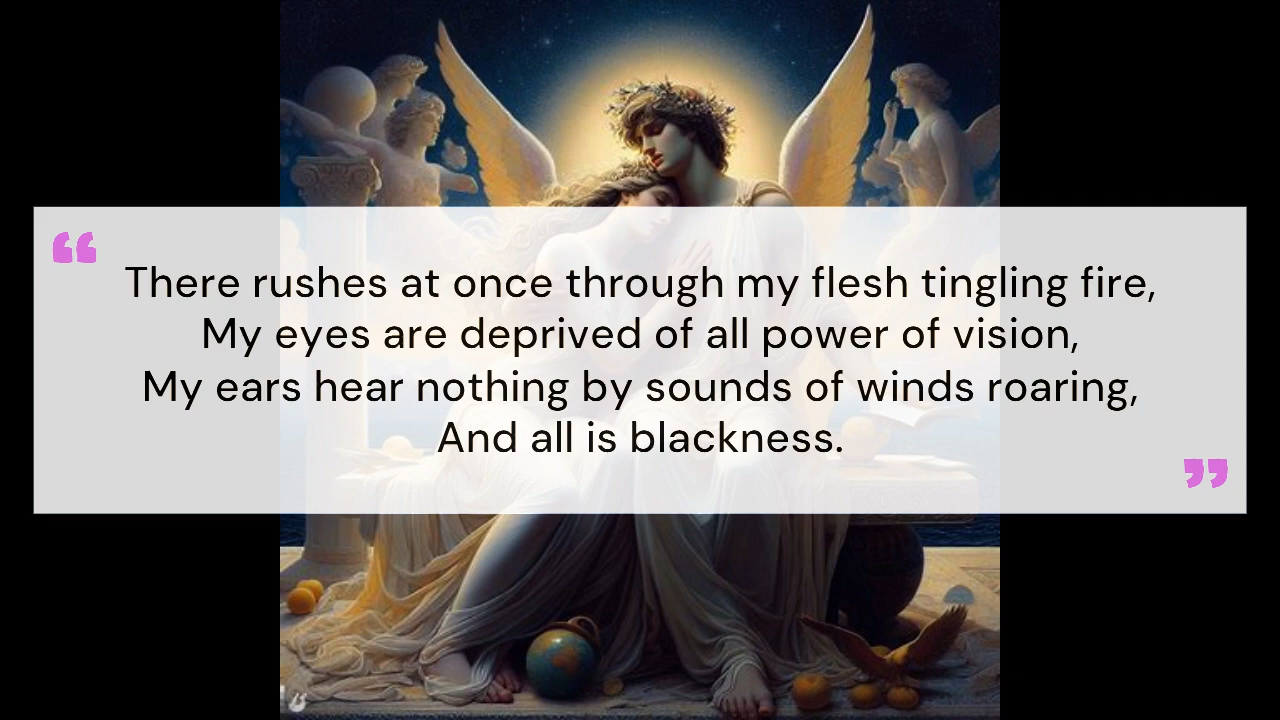 “
There rushes at once through my flesh tingling fire,
My eyes are deprived of all power of vision,
My ears hear nothing by sounds of winds roaring,
And all is blackness.
”